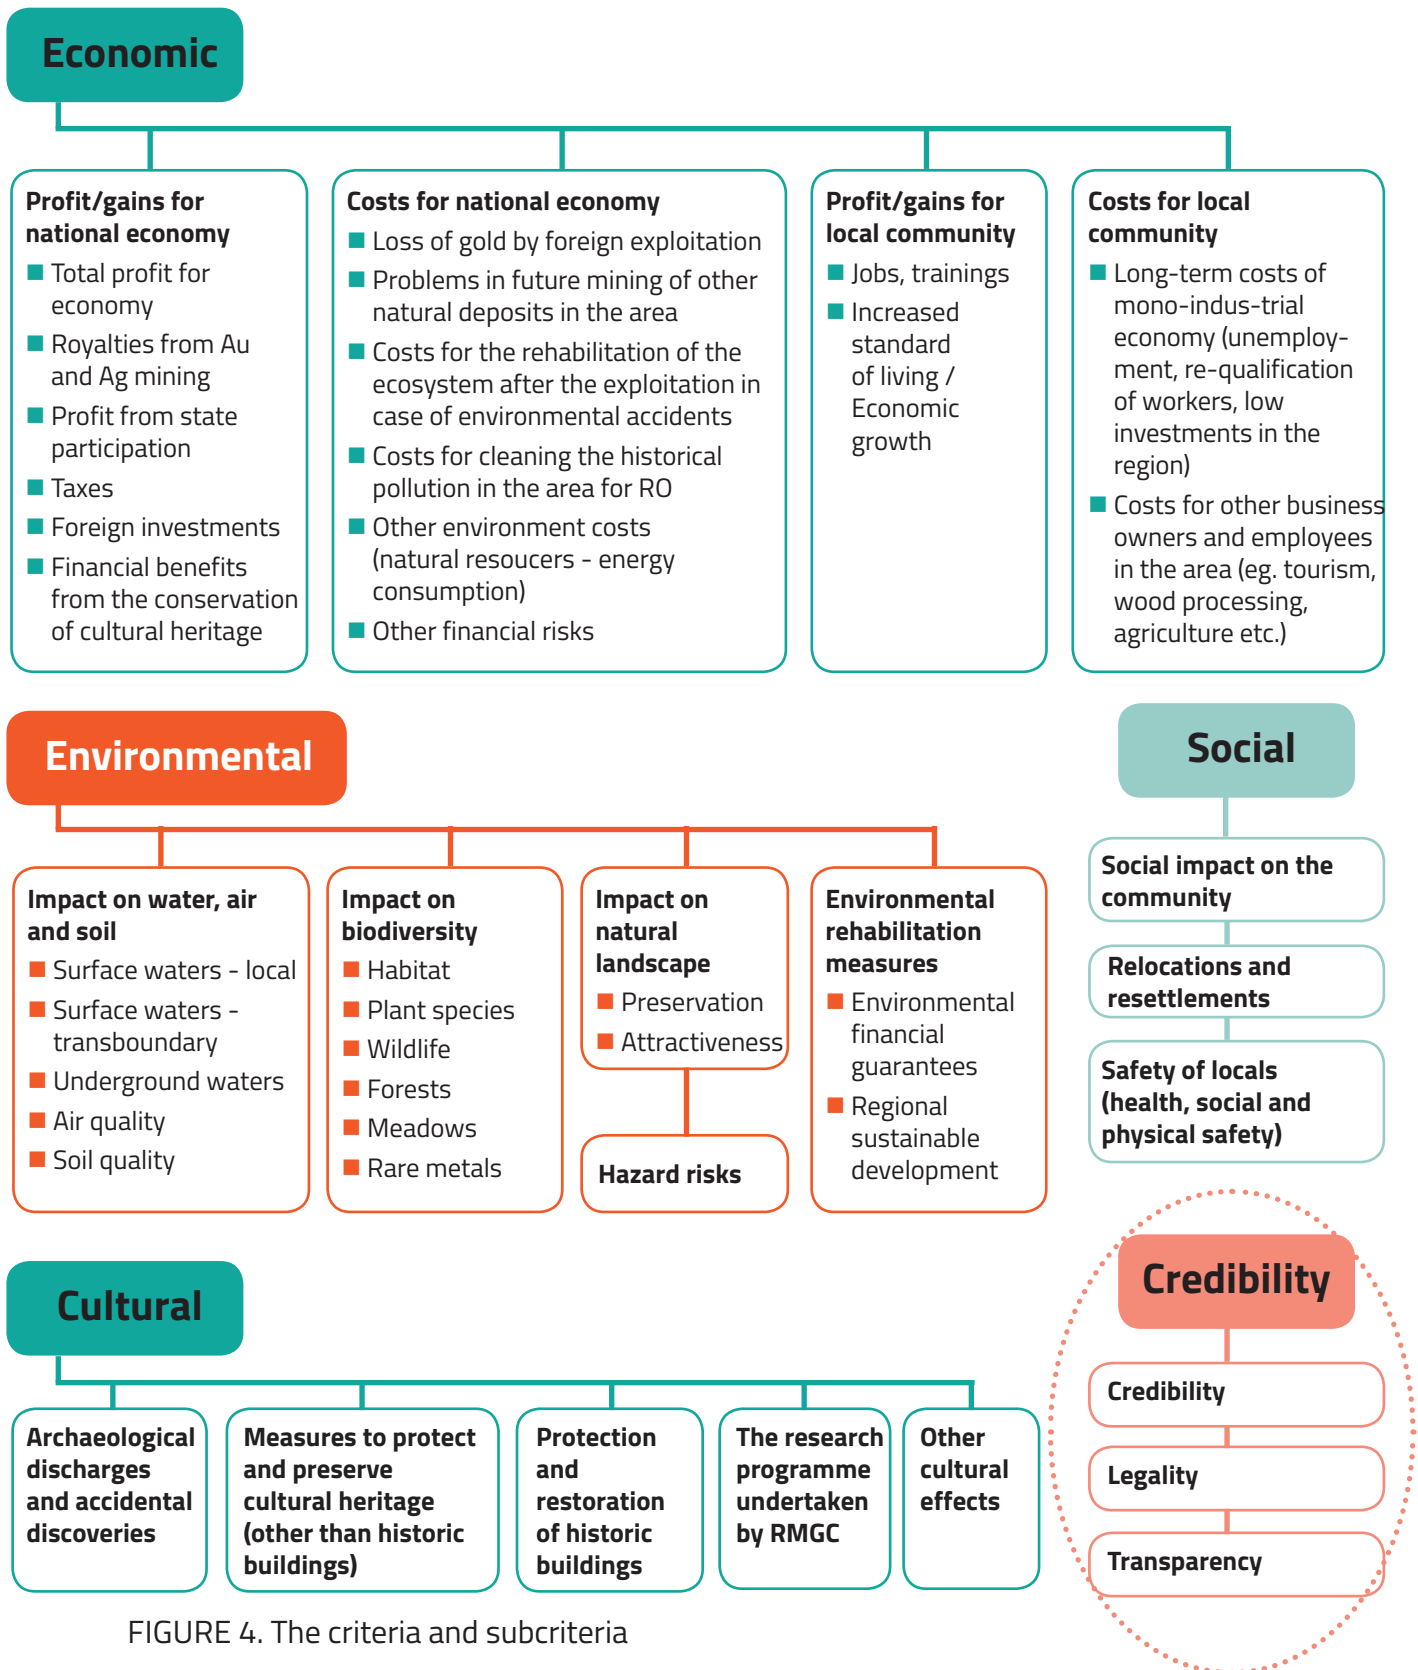 Economic
Profit/gains for
national economy
Total profit for
economy
Royalties from Au
and Ag mining
Profit from state
participation
Taxes
Foreign investments
Financial benefits
from the conservation
of cultural heritage
Costs for national economy
Loss of gold by foreign exploitation
Problems in future mining of other
natural deposits in the area
Costs for the rehabilitation of the
ecosystem after the exploitation in
case of environmental accidents
Costs for cleaning the historical
pollution in the area for RO
Other environment costs
(natural resoucers - energy
consumption)
Other financial risks
Profit/gains for
local community
Jobs, trainings
Increased
standard
of living /
Economic
growth
Costs for local
community
Long-term costs of
mono-indus-trial
economy (unemploy-
ment, re-qualification
of workers, low
investments in the
region)
Costs for other business
owners and employees
in the area (eg. tourism,
wood processing,
agriculture etc.)
Environmental
Impact on water, air
and soil
Surface waters - local
Surface waters -
transboundary
Underground waters
Air quality
Soil quality
Impact on
biodiversity
Habitat
Plant species
Wildlife
Forests
Meadows
Rare metals
Impact on
natural
landscape
Preservation
Attractiveness
Hazard risks
Environmental
rehabilitation
measures
Environmental
financial
guarantees
Regional
sustainable
development
Social
Social impact on the
community
Relocations and
resettlements
Safety of locals
(health, social and
physical safety)
Cultural
Archaeological
discharges
and accidental
discoveries
Measures to protect
and preserve
cultural heritage
(other than historic
buildings)
Protection
and
restoration
of historic
buildings
The research
programme
undertaken
by RMGC
Other
cultural
effects
Credibility
Credibility
Legality
Transparency
FIGURE 4. The criteria and subcriteria